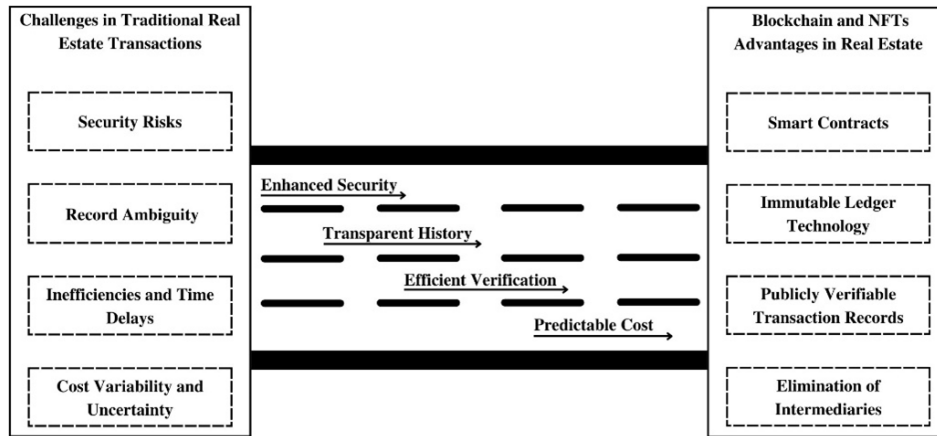 Challenges in Traditional Real
Estate Transactions
Security Risks
Record Ambiguity
Inefficiencies and Time
Delays
Cost Variability and
Uncertainty
Enhanced Security
Transparent History
Efficient Verification
Predictable Cost
Blockchain and NFTs
Advantages in Real Estate
Smart Contracts
Immutable Ledger
Technology
Publicly Verifiable
Transaction Records
Elimination of
Intermediaries